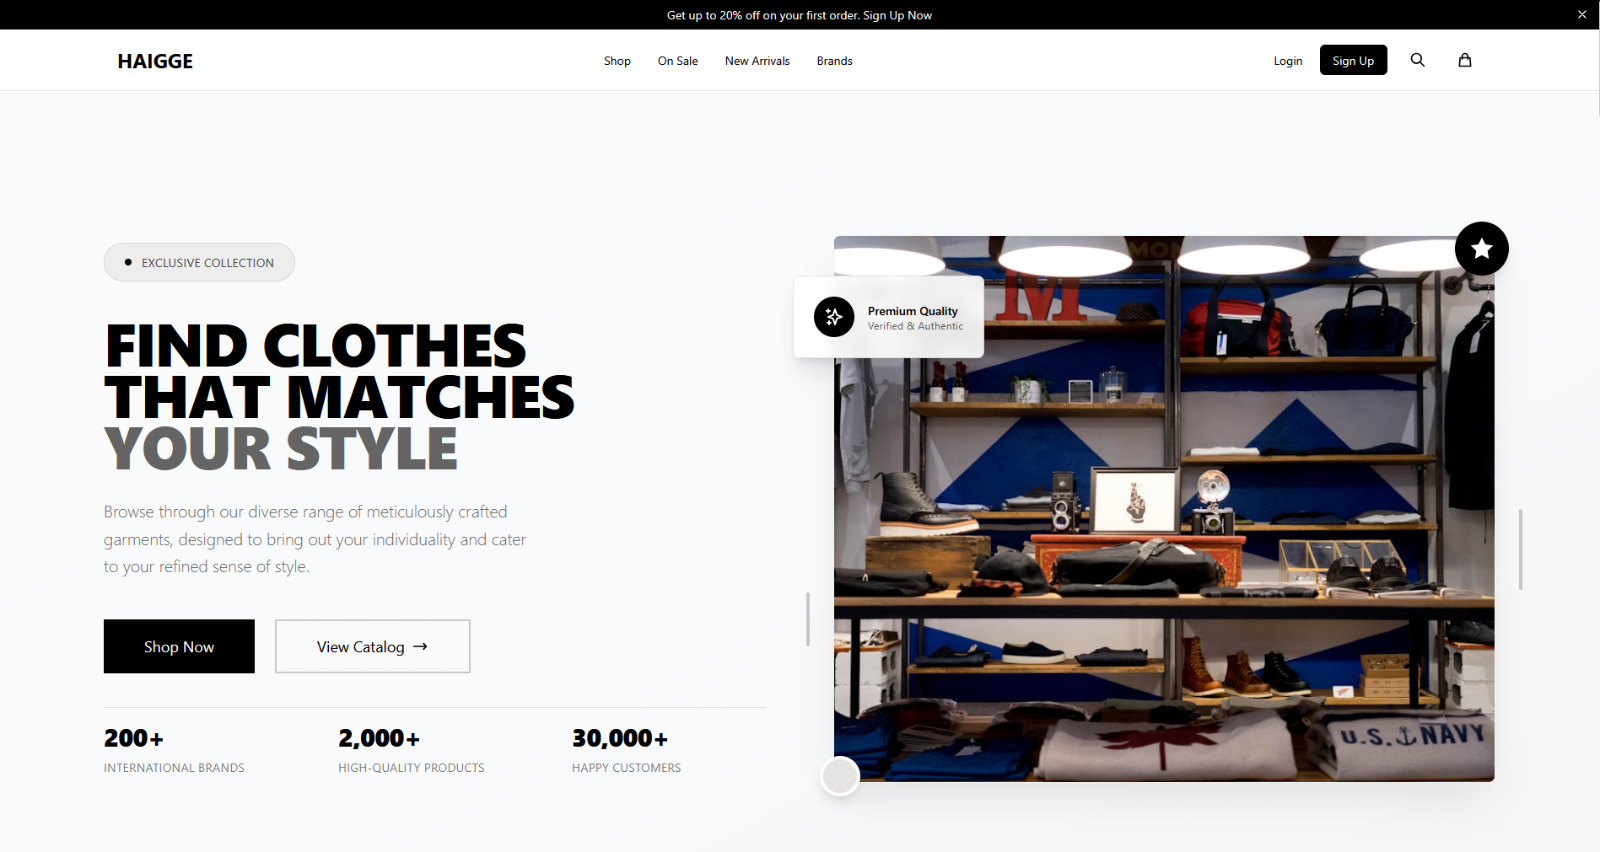 Get up to 20% off on your first order. Sign Up Now
HAIGGE
Shop
On Sale
New Arrivals
Brands
Login
Sign Up
EXCLUSIVE COLLECTION
FIND CLOTHES
THAT MATCHES
YOUR STYLE
Browse through our diverse range of meticulously crafted
garments, designed to bring out your individuality and cater
to your refined sense of style.
Shop Now
View Catalog →
200+
INTERNATIONAL BRANDS
2,000+
HIGH-QUALITY PRODUCTS
30,000+
HAPPY CUSTOMERS
Premium Quality
Verified & Authentic
M
U.S. NAVY